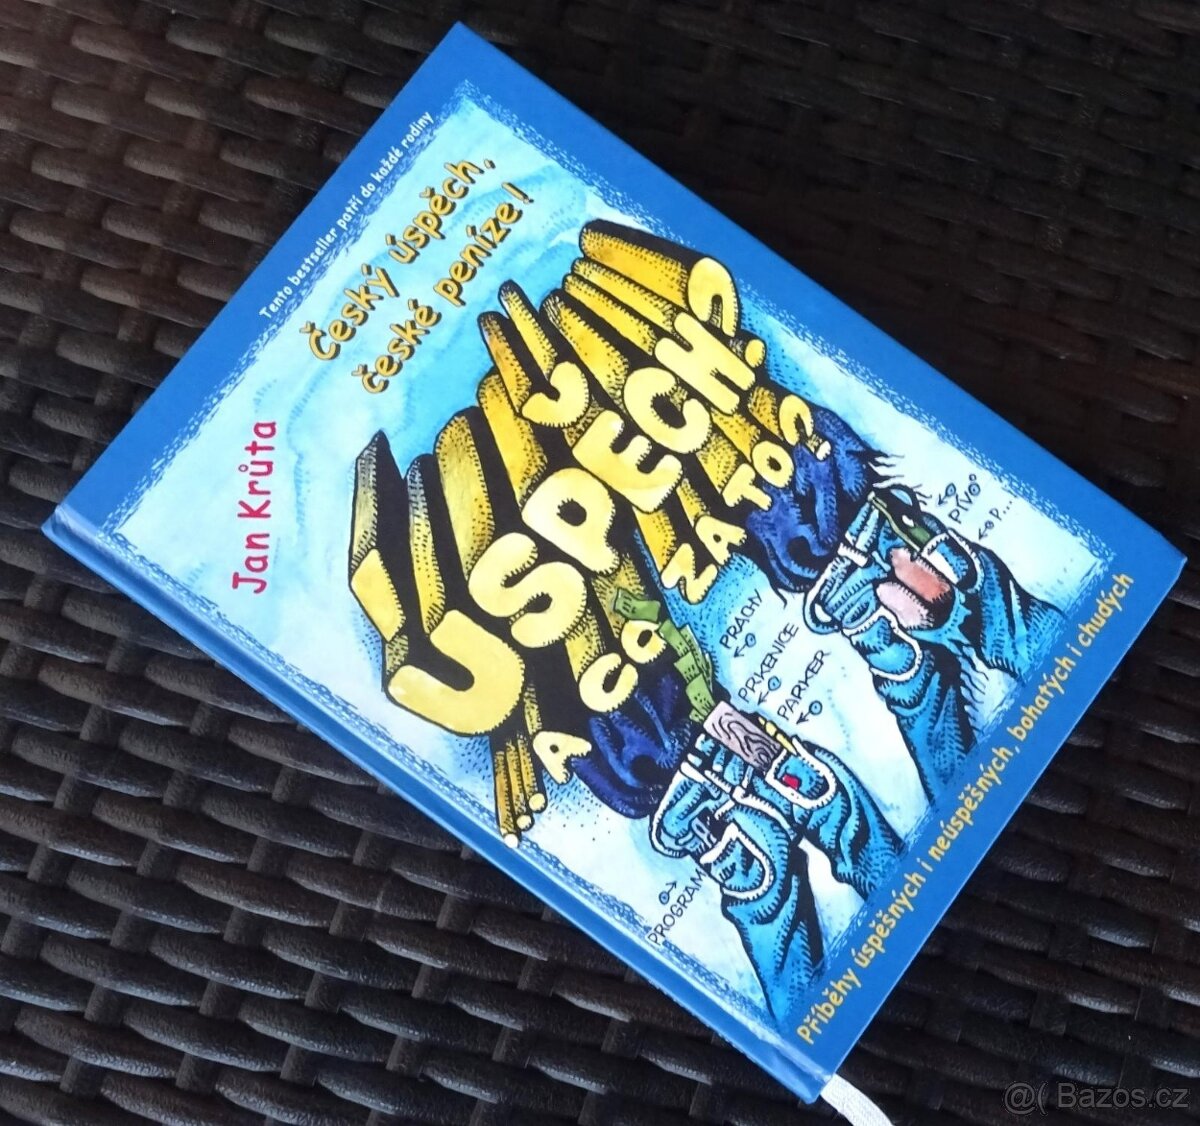 Tento bestseller patří do každé rodiny
Český úspěch,
české peníze!
Jan Krůta
ÚSPĚCH?
A CO ZA TO?
PIVO
P...
PRACHY
PRKENICE
PARKER
PROGRAM
Příběhy úspěšných i neúspěšných, bohatých i chudých
@( Bazos.cz